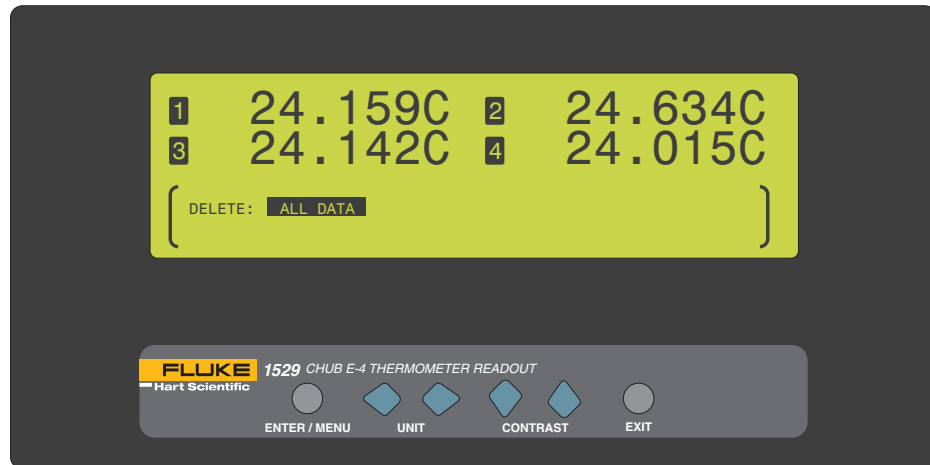 1 24.159C 2 24.634C
3 24.142C 4 24.015C
DELETE: ALL DATA
FLUKE 1529 CHUB E-4 THERMOMETER READOUT
Hart Scientific
ENTER / MENU UNIT CONTRAST EXIT